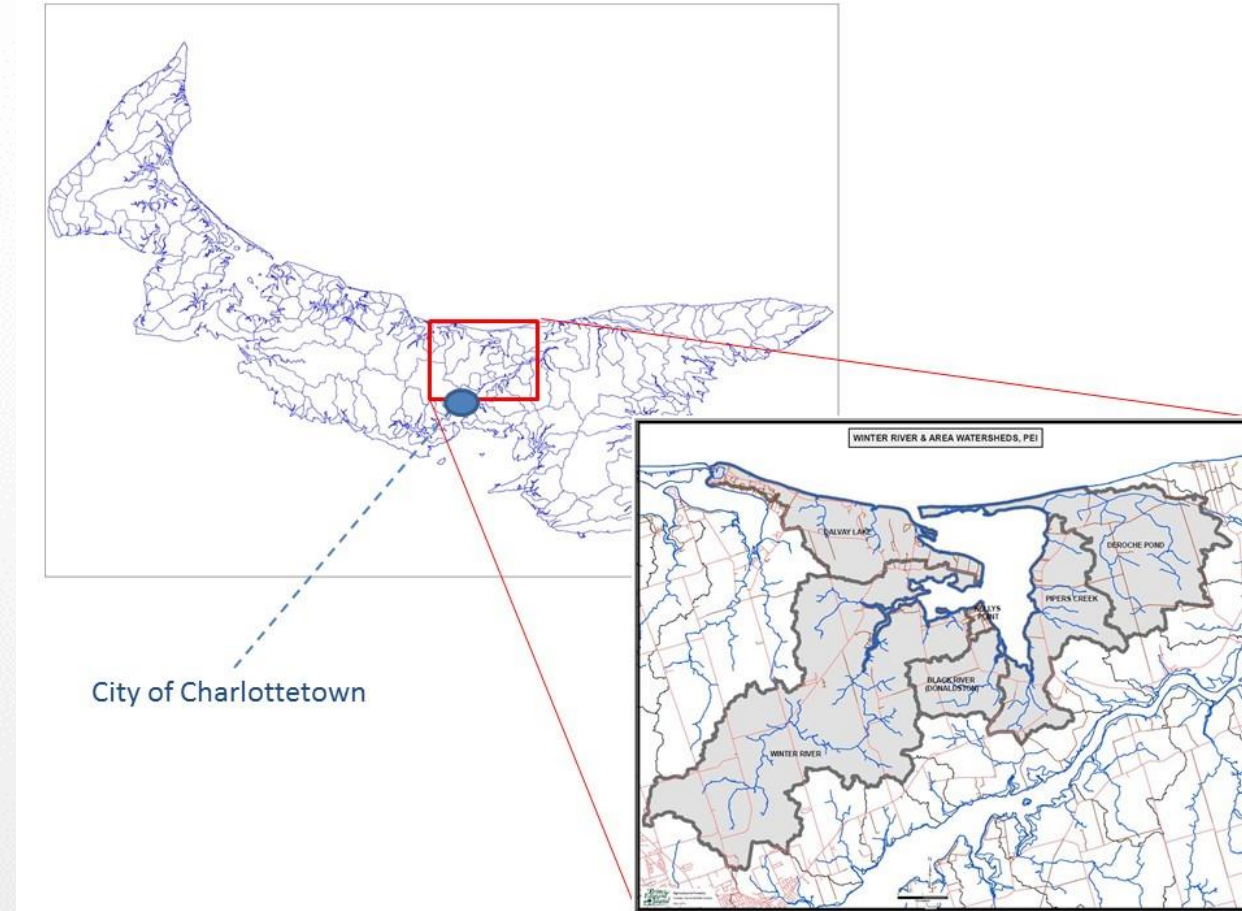 WINTER RIVER & AREA WATERSHEDS, PEI
DALVAY LAKE
DEROCHE POND
PIPERS CREEK
KELLYS
POINT
BLACK RIVER
(DONALDSTON)
WINTER RIVER
City of Charlottetown